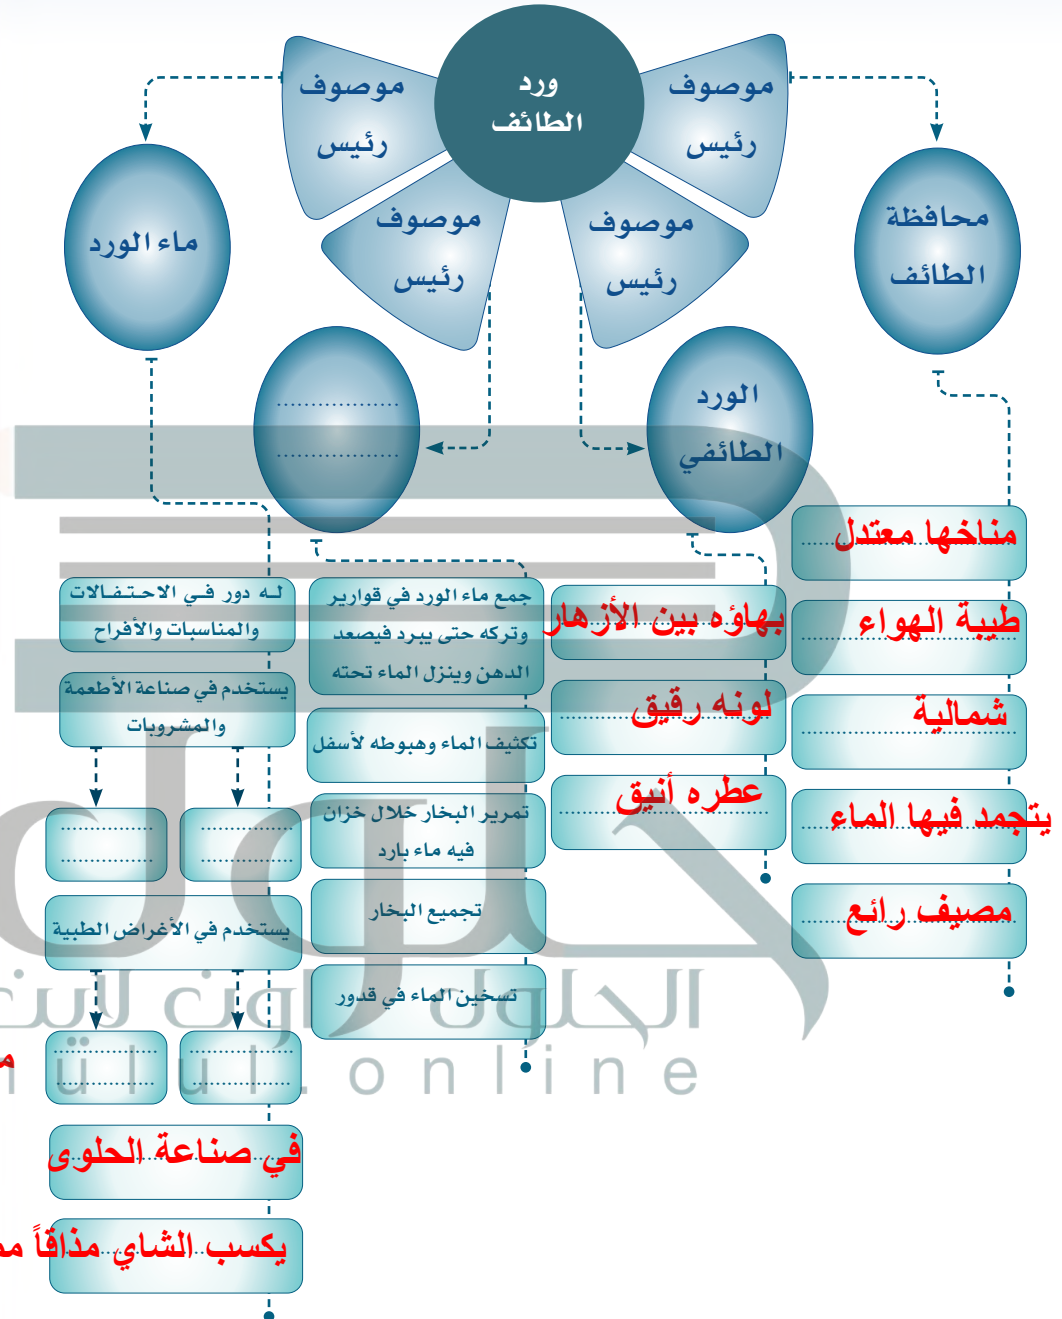 ورد
الطائف
موصوف
رئيس
موصوف
رئيس
موصوف
رئيس
موصوف
رئيس
محافظة
الطائف
مناخها معتدل
طيبة الهواء
شمالية
يتجمد فيها الماء
مصيف رائع
الورد
الطائفي
بهاؤه بين الأزهار
لونه رقيق
عطره أنيق
..................
..................
جمع ماء الورد في قوارير
وتركه حتى يبرد فيصعد
الدهن وينزل الماء تحته
تكثيف الماء وهبوطه لأسفل
تمرير البخار خلال خزان
فيه ماء بارد
تجميع البخار
تسخين الماء في قدور
ماء الورد
له دور في الاحتفالات
والمناسبات والأفراح
يستخدم في صناعة الأطعمة
والمشروبات
يستخدم في الأغراض الطبية
في صناعة الحلوى
يكسب الشاي مذاقاً
حلول
الحلول اون لاين
ülul.online